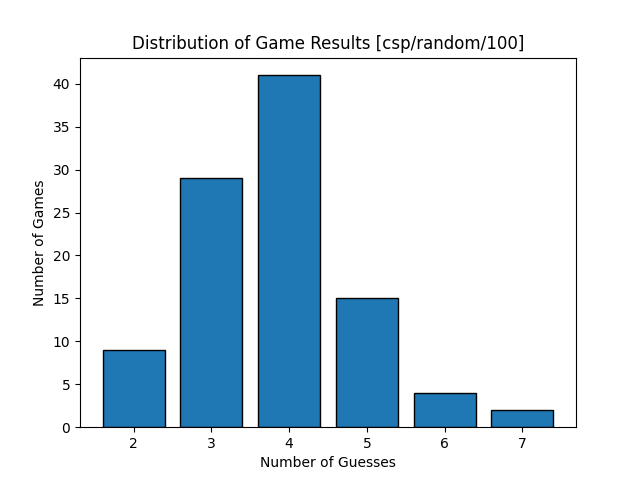 Distribution of Game Results [csp/random/100]
Number of Games
40
35
30
25
20
15
10
5
0
2 3 4 5 6 7
Number of Guesses